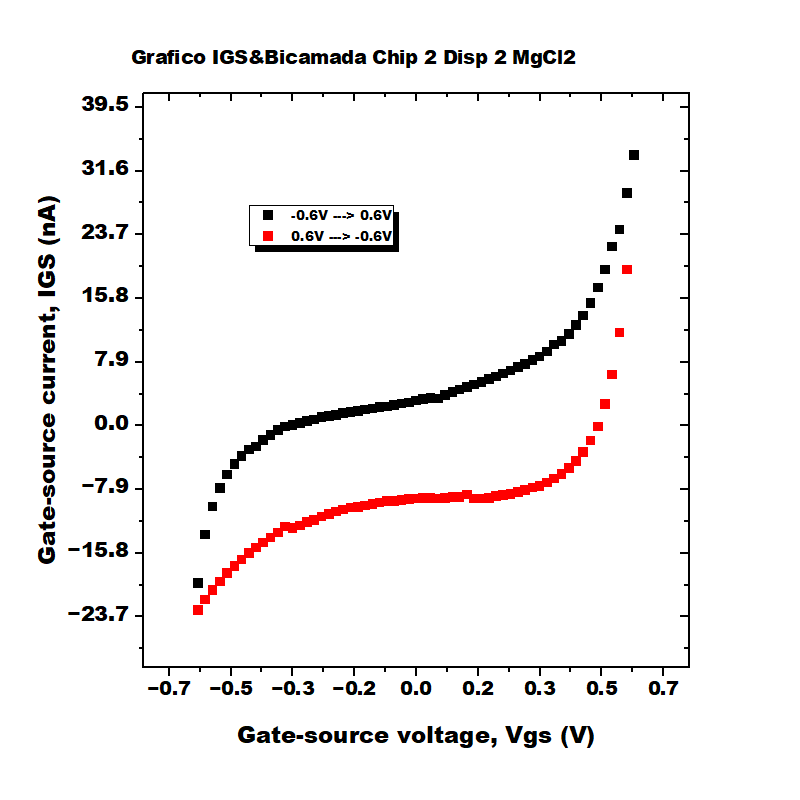 Grafico IGS&Bicamada Chip 2 Disp 2 MgCl2
39.5
31.6
23.7
15.8
7.9
0.0
−7.9
−15.8
−23.7
Gate-source current, IGS (nA)
-0.6V ---> 0.6V
0.6V ---> -0.6V
−0.7 −0.5 −0.3 −0.2 0.0 0.2 0.3 0.5 0.7
Gate-source voltage, Vgs (V)